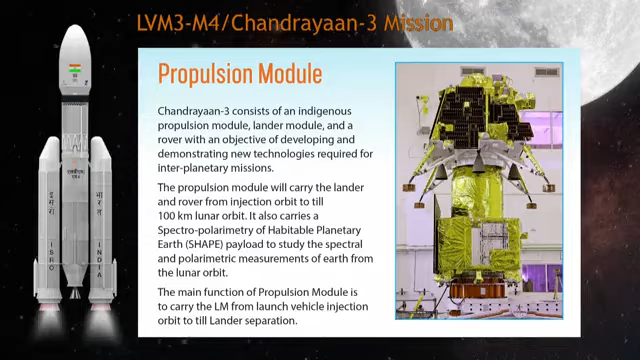 LVM3-M4/Chandrayaan-3 Mission
Propulsion Module
Chandrayaan-3 consists of an indigenous
propulsion module, lander module, and a
rover with an objective of developing and
demonstrating new technologies required for
inter-planetary missions.
The propulsion module will carry the lander
and rover from injection orbit to till
100 km lunar orbit. It also carries a
Spectro-polarimetry of Habitable Planetary
Earth (SHAPE) payload to study the spectral
and polarimetric measurements of earth from
the lunar orbit.
The main function of Propulsion Module is
to carry the LM from launch vehicle injection
orbit to till Lander separation.
इसरो
भारत
ISRO
INDIA